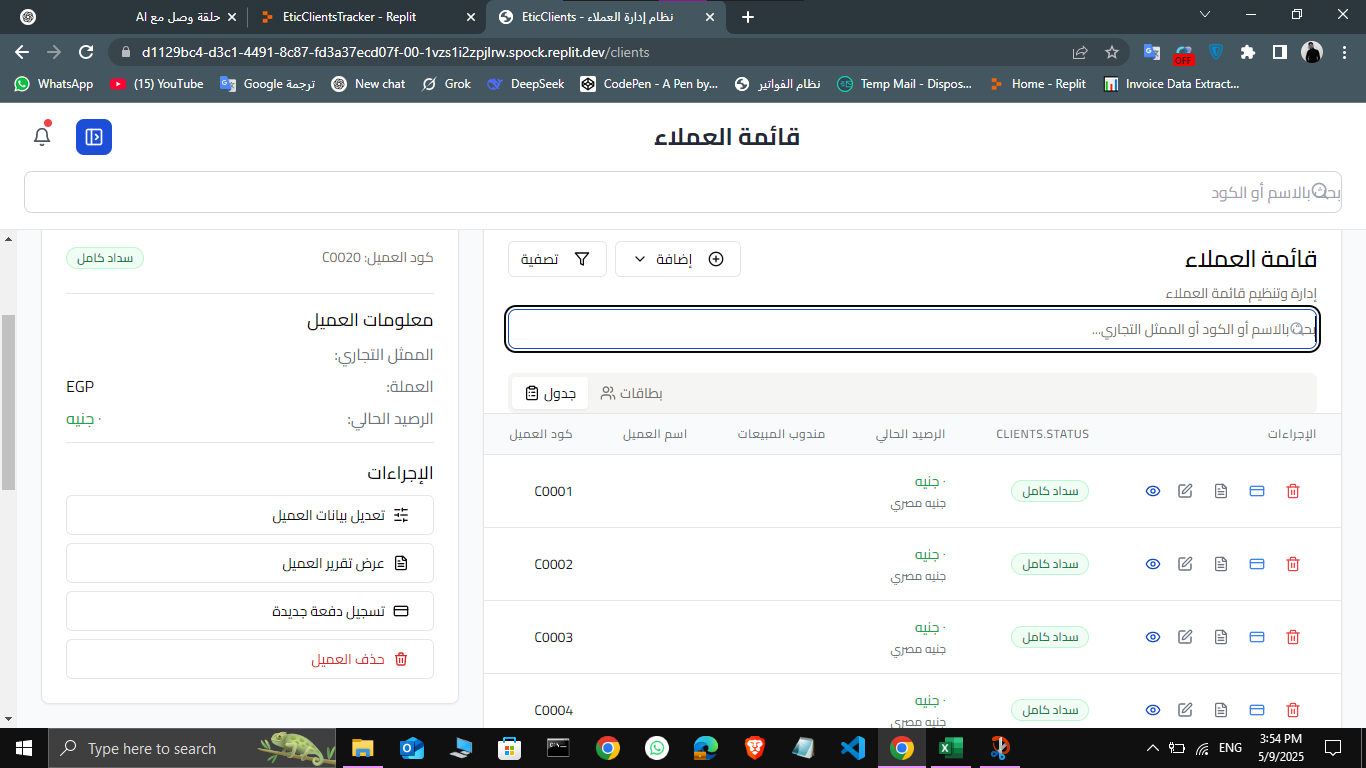 حلقة وصل مع AI
EticClientsTracker - Replit
EticClients - نظام إدارة العملاء
d1129bc4-d3c1-4491-8c87-fd3a37ecd07f-00-1vzs1i2zpjlrw.spock.replit.dev/clients
OFF
WhatsApp
(15) YouTube
ترجمة Google
New chat
Grok
DeepSeek
CodePen - A Pen by...
نظام الفواتير
Temp Mail - Dispos...
Home - Replit
Invoice Data Extract...
قائمة العملاء
بحث بالاسم أو الكود
قائمة العملاء
إضافة
تصفية
إدارة وتنظيم قائمة العملاء
بحث بالاسم أو الكود أو الممثل التجاري...
بطاقات
جدول
كود العميل
اسم العميل
مندوب المبيعات
الرصيد الحالي
CLIENTS.STATUS
الإجراءات
C0001
٠ جنيه
جنيه مصري
سداد كامل
C0002
٠ جنيه
جنيه مصري
سداد كامل
C0003
٠ جنيه
جنيه مصري
سداد كامل
C0004
٠ جنيه
جنيه مصري
سداد كامل
كود العميل: C0020
سداد كامل
معلومات العميل
الممثل التجاري:
العملة: EGP
الرصيد الحالي: ٠ جنيه
الإجراءات
تعديل بيانات العميل
عرض تقرير العميل
تسجيل دفعة جديدة
حذف العميل
Type here to search
ENG
3:54 PM
5/9/2025